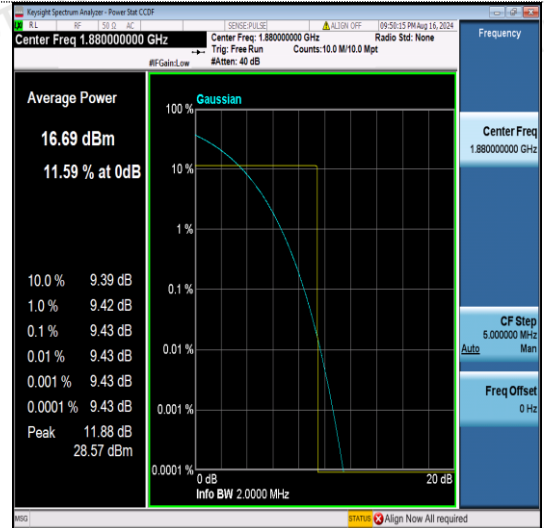 Keysight Spectrum Analyzer - Power Stat CCDF
RL RF 50 Ω AC SENSE:PULSE ALIGN OFF 09:50:15 PM Aug 16, 2024
Center Freq 1.880000000 GHz
Center Freq: 1.880000000 GHz Radio Std: None
Trig: Free Run Counts:10.0 M/10.0 Mpt
#IFGain:Low #Atten: 40 dB
Frequency
Average Power
16.69 dBm
11.59 % at 0dB
10.0 % 9.39 dB
1.0 % 9.42 dB
0.1 % 9.43 dB
0.01 % 9.43 dB
0.001 % 9.43 dB
0.0001 % 9.43 dB
Peak 11.88 dB
28.57 dBm
Gaussian
100 %
10 %
1 %
0.1 %
0.01 %
0.001 %
0.0001 %
0 dB 20 dB
Info BW 2.0000 MHz
Center Freq
1.880000000 GHz
CF Step
5.000000 MHz
Auto Man
Freq Offset
0 Hz
MSG STATUS Align Now All required